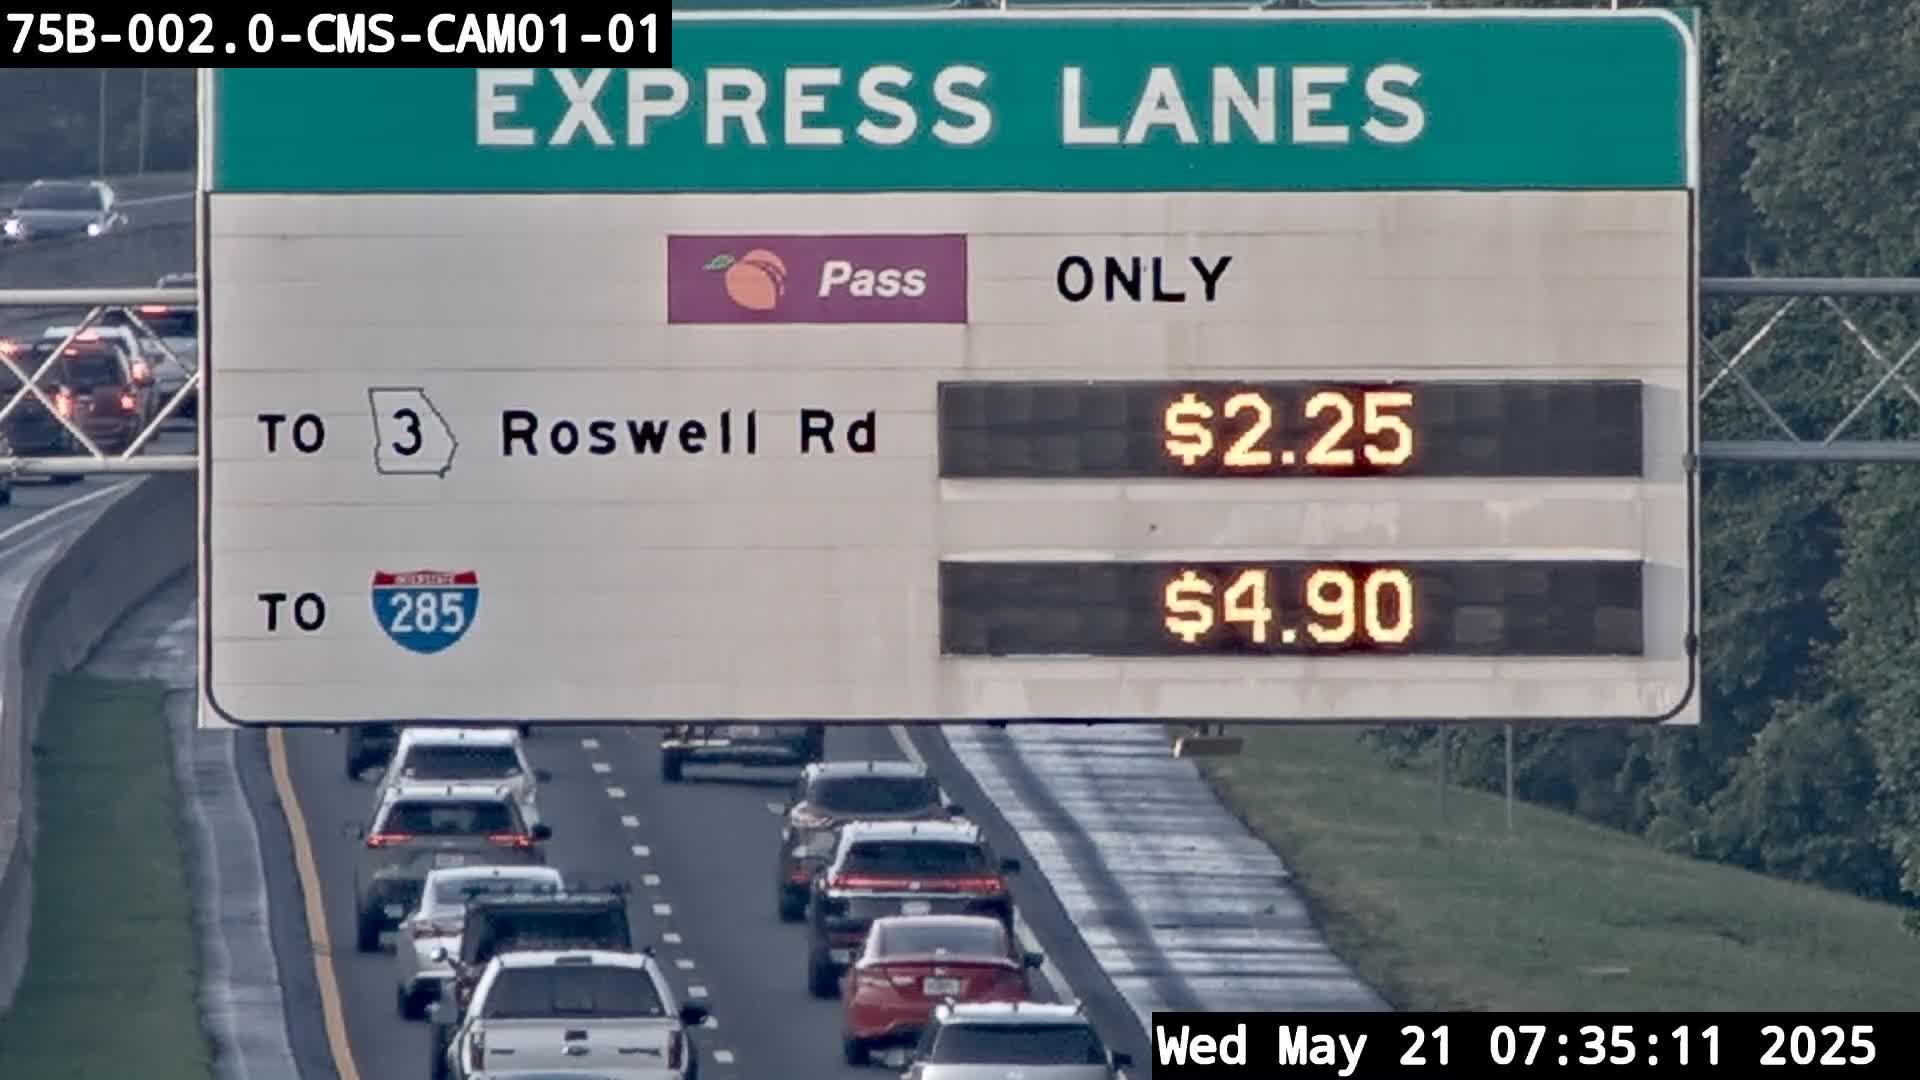 75B-002.0-CMS-CAM01-01
EXPRESS LANES
Pass ONLY
TO 3 Roswell Rd $2.25
TO INTERSTATE 285 $4.90
Wed May 21 07:35:11 2025